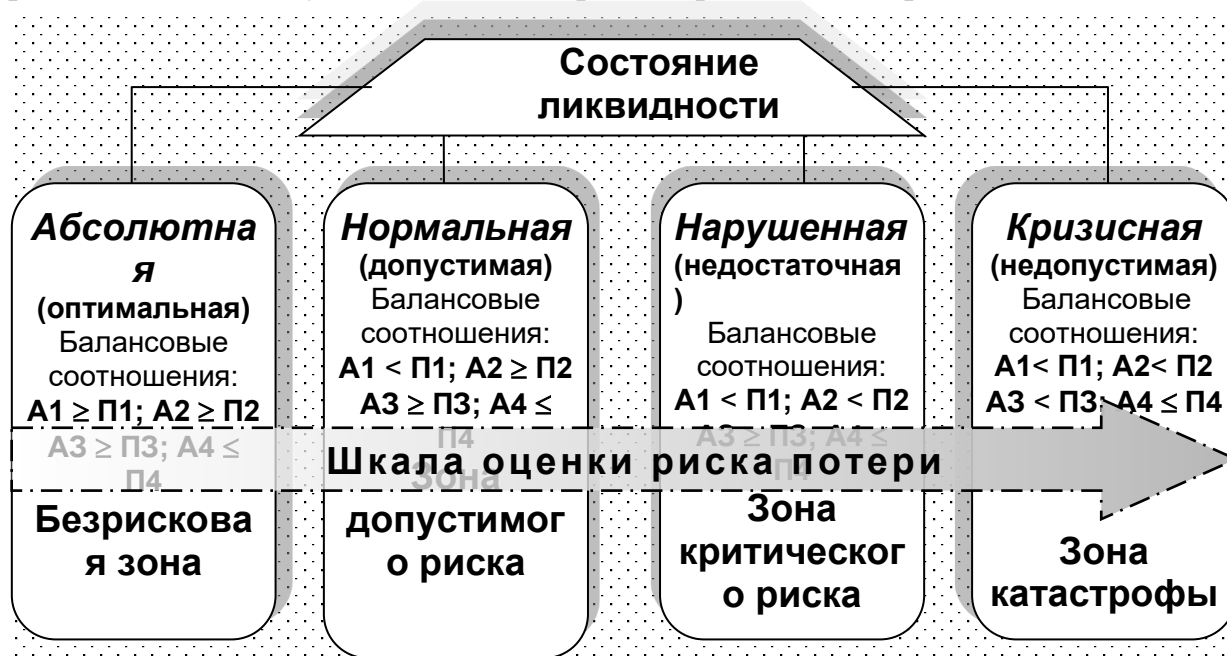 Состояние
ликвидности
Абсолютна
я
(оптимальная)
Балансовые
соотношения:
А1 ≥ П1; А2 ≥ П2
А3 ≥ П3; А4 ≤
П4
Безрискова
я зона
Нормальная
(допустимая)
Балансовые
соотношения:
А1 < П1; А2 ≥ П2
А3 ≥ П3; А4 ≤
П4
Зона
допустимог
о риска
Нарушенная
(недостаточная
)
Балансовые
соотношения:
А1 < П1; А2 < П2
А3 ≥ П3; А4 ≤
П4
Зона
критическог
о риска
Кризисная
(недопустимая)
Балансовые
соотношения:
А1< П1; А2< П2
А3 < П3; А4 ≤ П4
Зона
катастрофы
Шкала оценки риска потери